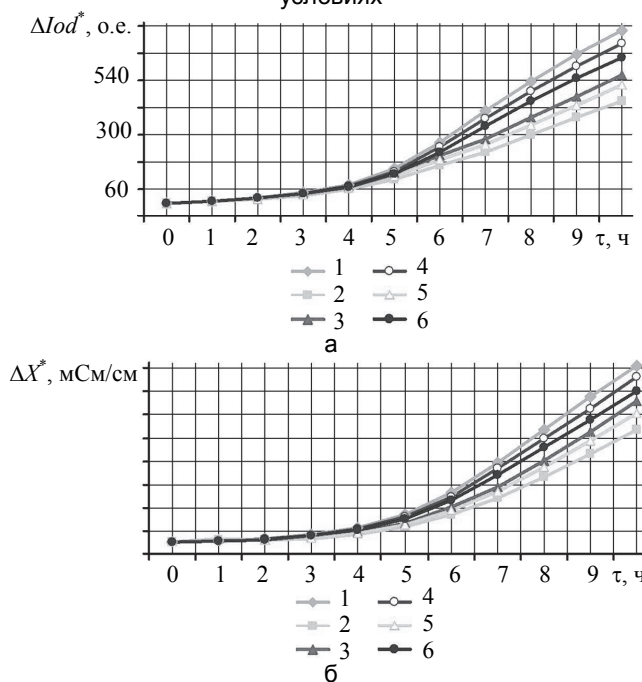 условиях
ΔIod*, о.е.
540
300
60
0 1 2 3 4 5 6 7 8 9 τ, ч
1 4
2 5
3 6
а
ΔX*, мСм/см
0 1 2 3 4 5 6 7 8 9 τ, ч
1 4
2 5
3 6
б